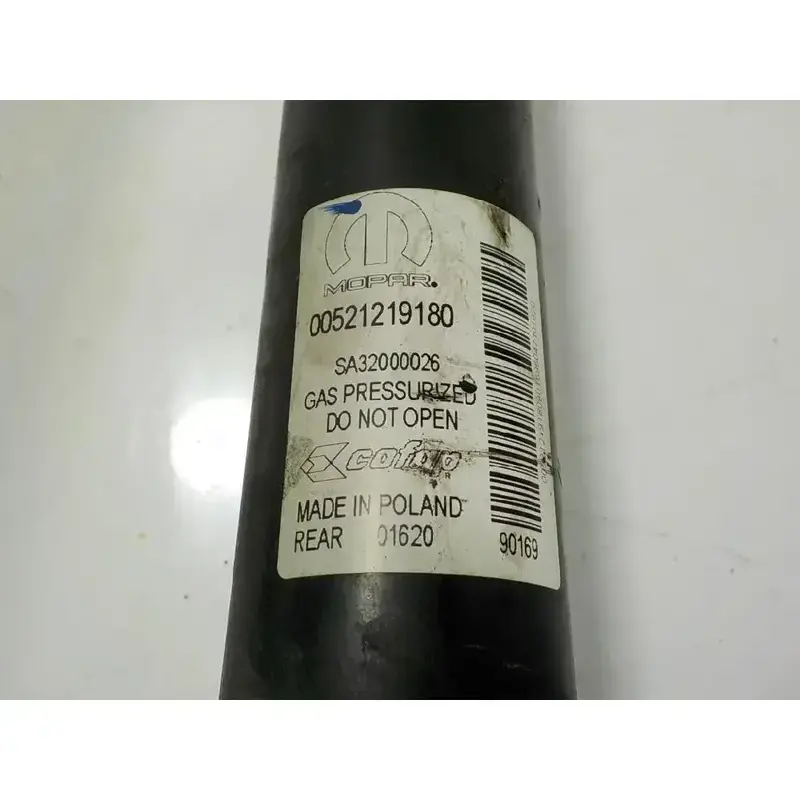 MOPAR.
00521219180
SA32000026
GAS PRESSURIZED
DO NOT OPEN
cofap
MADE IN POLAND
REAR 01620
90169